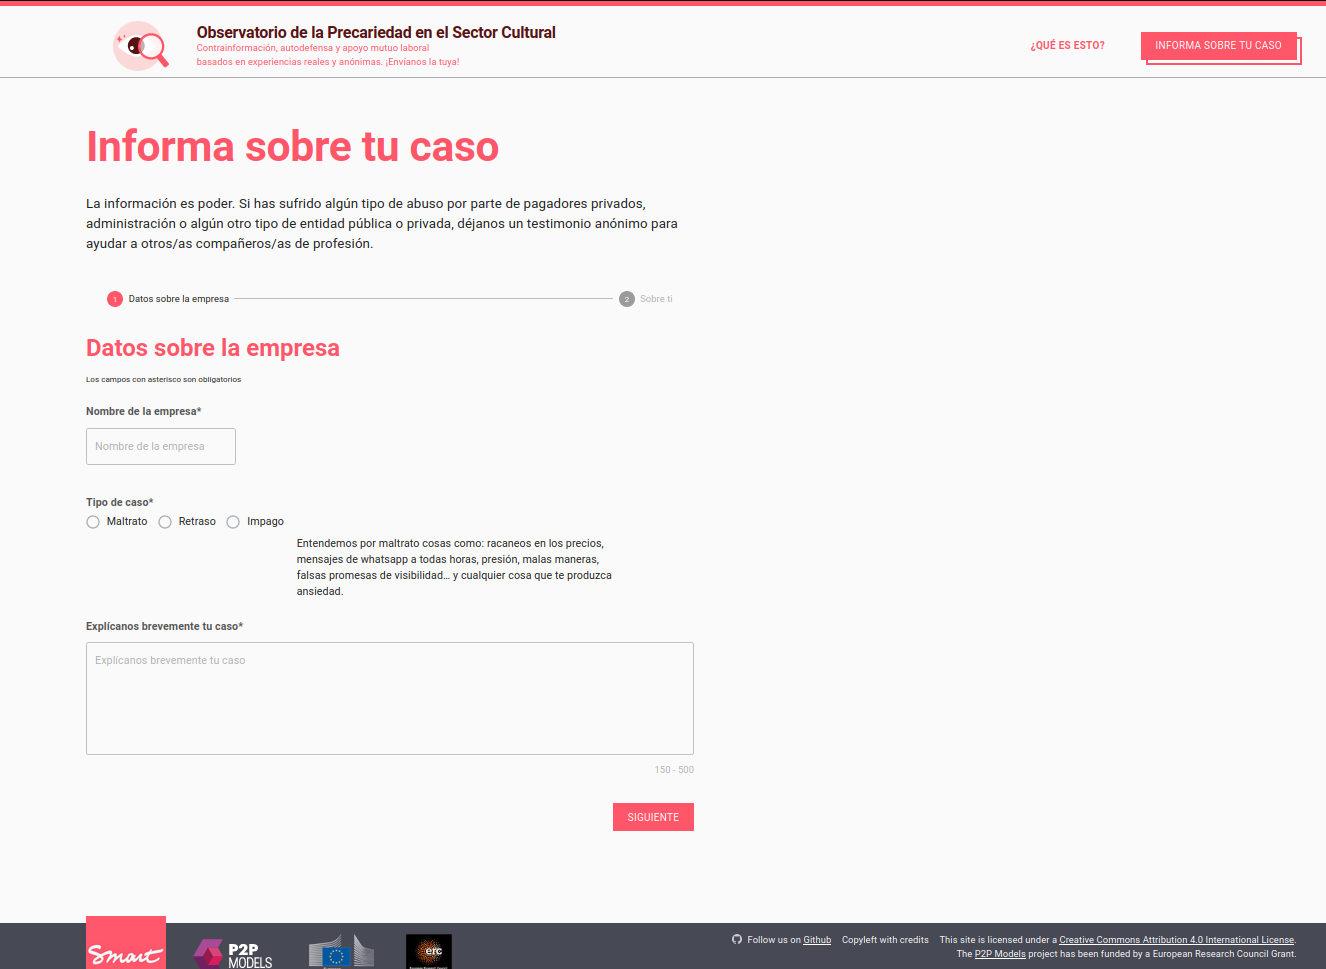 Observatorio de la Precariedad en el Sector Cultural
Contrainformación, autodefensa y apoyo mutuo laboral
basados en experiencias reales y anónimas. ¡Envíanos la tuya!
¿QUÉ ES ESTO?
INFORMA SOBRE TU CASO
Informa sobre tu caso
La información es poder. Si has sufrido algún tipo de abuso por parte de pagadores privados,
administración o algún otro tipo de entidad pública o privada, déjanos un testimonio anónimo para
ayudar a otros/as compañeros/as de profesión.
1 Datos sobre la empresa
2 Sobre ti
Datos sobre la empresa
Los campos con asterisco son obligatorios
Nombre de la empresa*
Nombre de la empresa
Tipo de caso*
Maltrato Retraso Impago
Entendemos por maltrato cosas como: racaneos en los precios,
mensajes de whatsapp a todas horas, presión, malas maneras,
falsas promesas de visibilidad... y cualquier cosa que te produzca
ansiedad.
Explícanos brevemente tu caso*
Explícanos brevemente tu caso
150 - 500
SIGUIENTE
Smart
P2P
MODELS
erc
Follow us on Github Copyleft with credits This site is licensed under a Creative Commons Attribution 4.0 International License.
The P2P Models project has been funded by a European Research Council Grant.